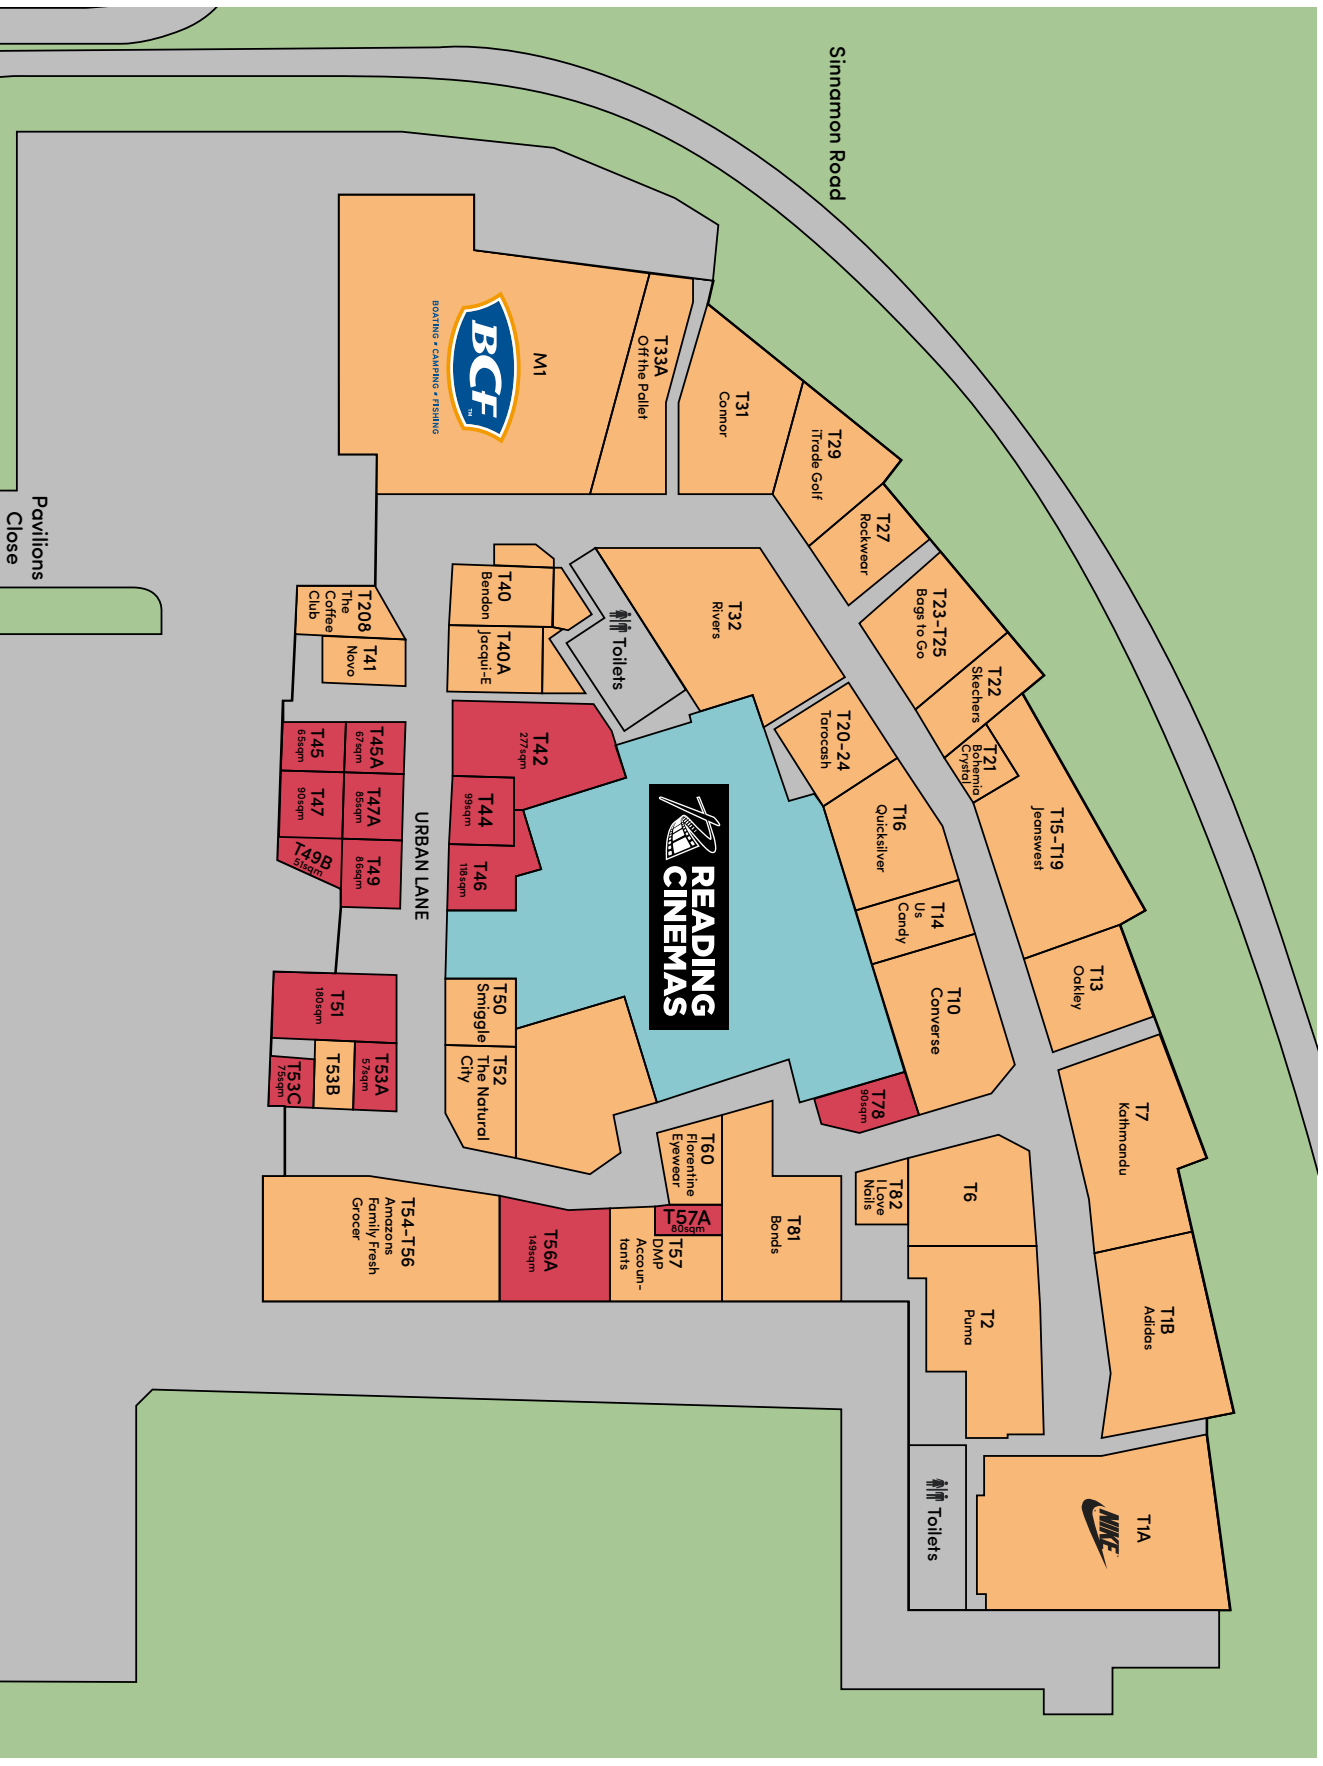 Sinnamon Road
Pavilions
Close
M1
BCF
TM
BOATING • CAMPING • FISHING
T33A
Off the Pallet
T31
Connor
T29
iTrade Golf
T27
Rockwear
T23-T25
Bags to Go
T22
Skechers
T21
Bohemia
Crystal
T15-T19
Jeanswest
T13
Oakley
T7
Kathmandu
T1B
Adidas
T1A
NIKE
Toilets
T2
Puma
T6
T82
I Love
Nails
T78
90sqm
T10
Converse
T14
Us
Candy
T16
Quicksilver
T20-24
Tarocash
T32
Rivers
Toilets
T40
Bendon
T40A
Jacqui-E
T208
The
Coffee
Club
T41
Novo
T42
277sqm
T44
99sqm
T46
118sqm
READING
CINEMAS
URBAN LANE
T45A
67sqm
T45
65sqm
T47A
85sqm
T47
90sqm
T49
86sqm
T49B
51sqm
T51
180sqm
T53A
57sqm
T53B
T53C
75sqm
T50
Smiggle
T52
The Natural
City
T60
Florentine
Eyewear
T57A
80sqm
T57
DMP
Accoun-
tants
T81
Bonds
T56A
149sqm
T54-T56
Amazons
Family Fresh
Grocer